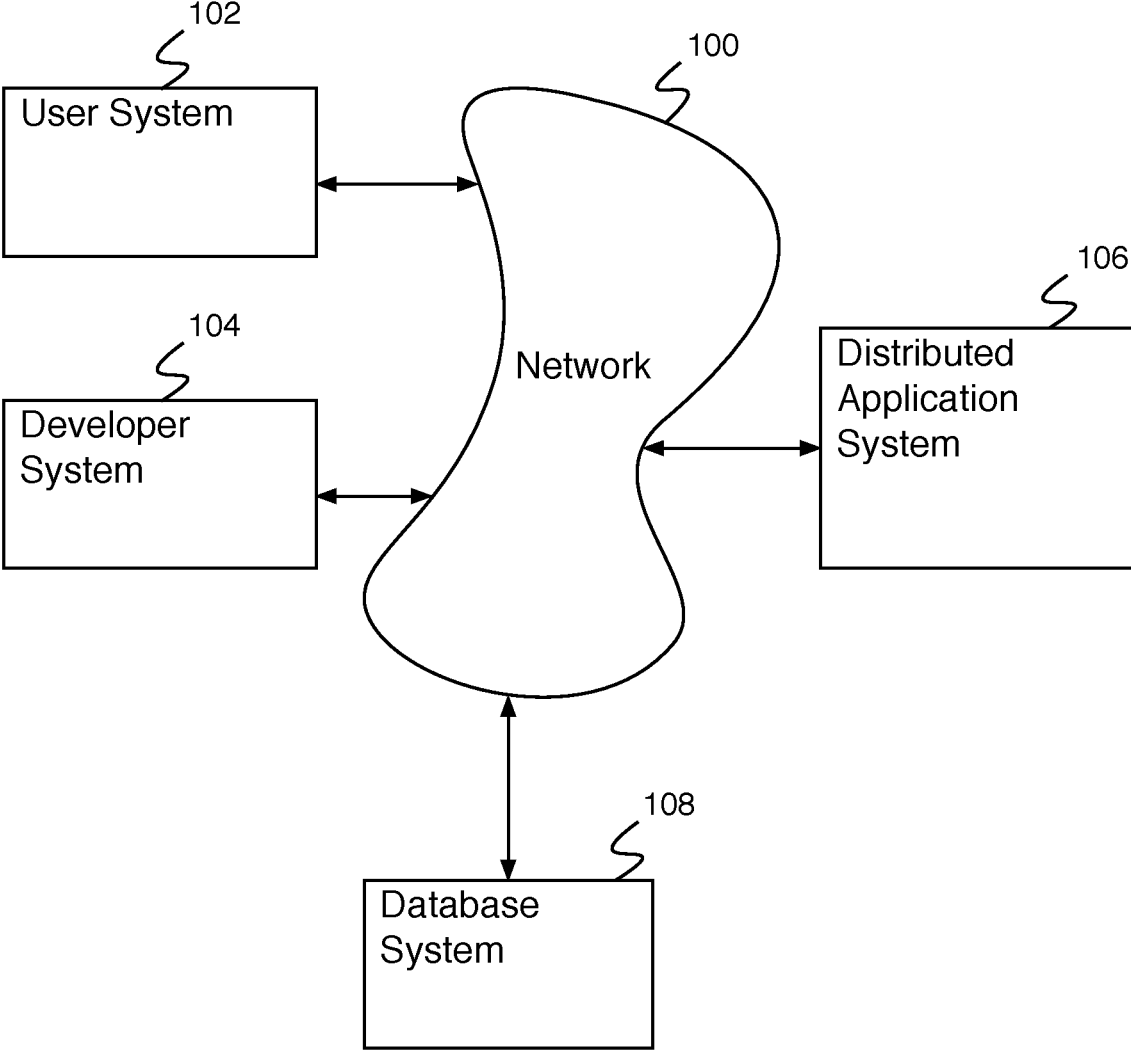 102
User System
100
104
Developer
System
Network
106
Distributed
Application
System
108
Database
System